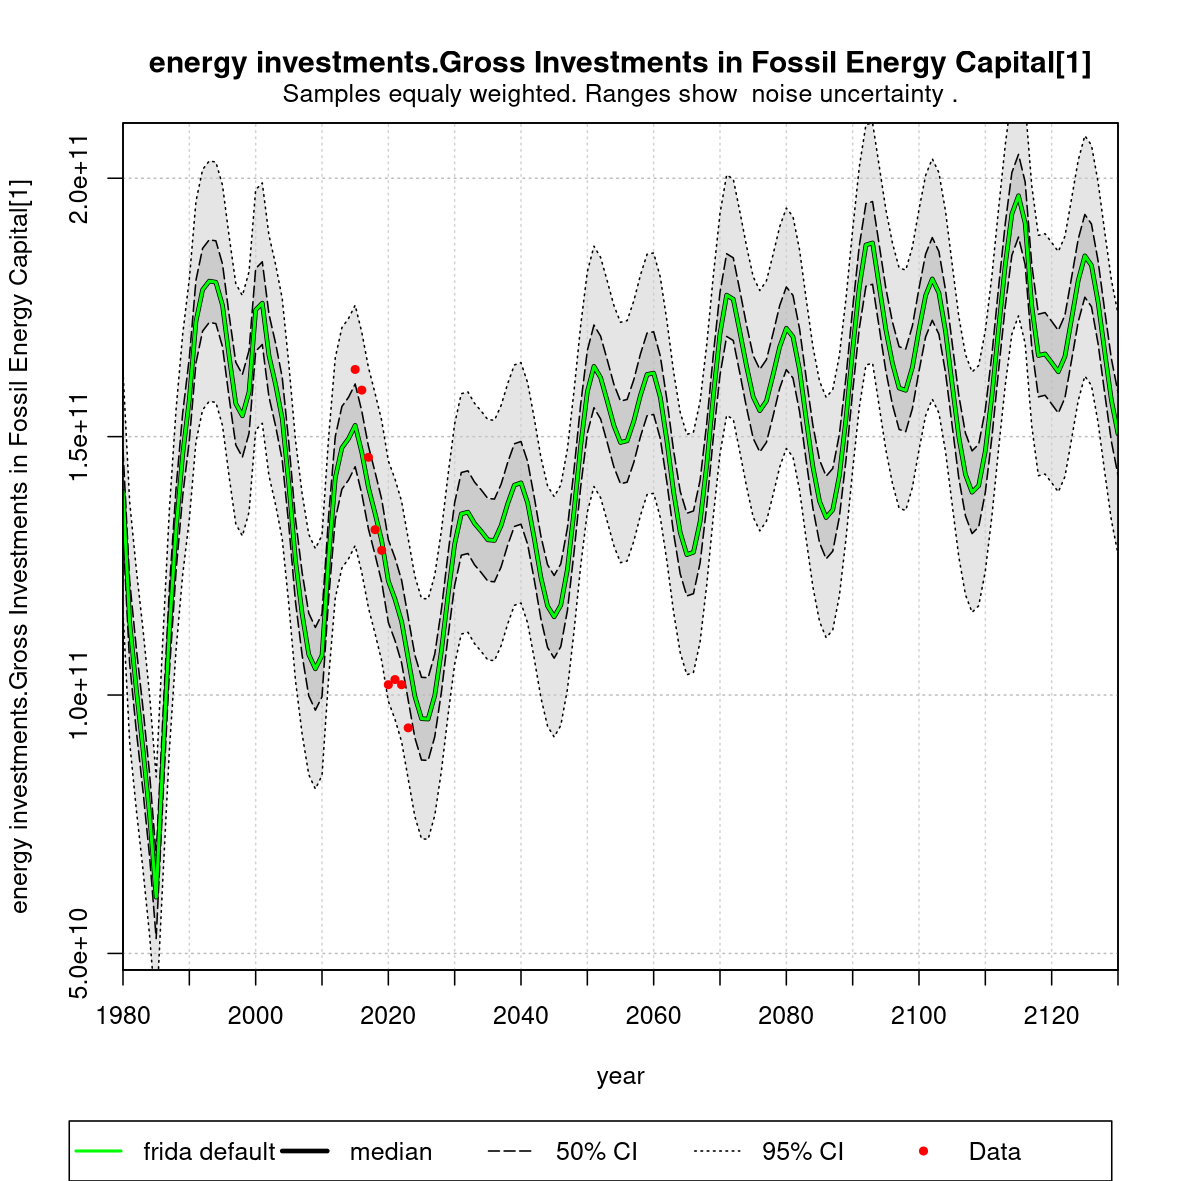 energy investments.Gross Investments in Fossil Energy Capital[1]
Samples equaly weighted. Ranges show  noise uncertainty .
energy investments.Gross Investments in Fossil Energy Capital[1]
2.0e+11
1.5e+11
1.0e+11
5.0e+10
1980 2000 2020 2040 2060 2080 2100 2120
year
frida default median 50% CI 95% CI Data